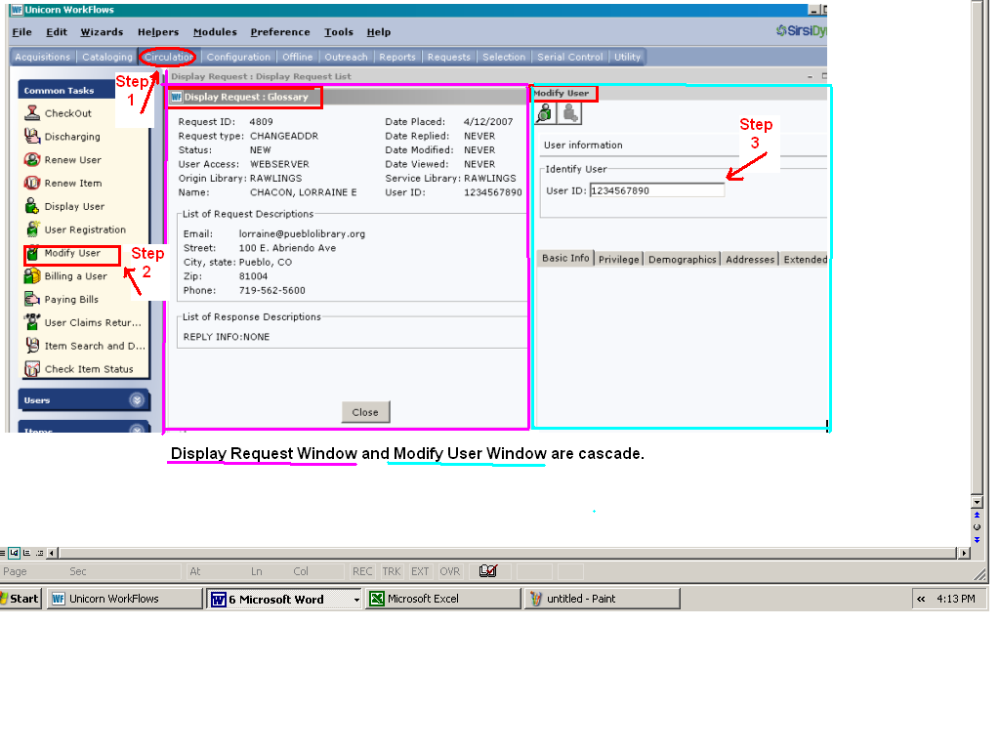 Unicorn WorkFlows
File Edit Wizards Helpers Modules Preference Tools Help
SirsiDy
Acquisitions Cataloging Circulation Configuration Offline Outreach Reports Requests Selection Serial Control Utility
Display Request : Display Request List
Step
1
Common Tasks
CheckOut
Discharging
Renew User
Renew Item
Display User
User Registration
Modify User
Step
2
Billing a User
Paying Bills
User Claims Retur...
Item Search and D...
Check Item Status
Users
Items
Display Request : Glossary
Request ID: 4809 Date Placed: 4/12/2007
Request type: CHANGEADDR Date Replied: NEVER
Status: NEW Date Modified: NEVER
User Access: WEBSERVER Date Viewed: NEVER
Origin Library: RAWLINGS Service Library: RAWLINGS
Name: CHACON, LORRAINE E User ID: 1234567890
List of Request Descriptions
Email: lorraine@pueblolibrary.org
Street: 100 E. Abriendo Ave
City, state: Pueblo, CO
Zip: 81004
Phone: 719-562-5600
List of Response Descriptions
REPLY INFO:NONE
Close
Modify User
Step
3
User information
Identify User
User ID: 1234567890
Basic Info Privilege Demographics Addresses Extended
Display Request Window and Modify User Window are cascade.
Page Sec At Ln Col REC TRK EXT OVR
Start Unicorn WorkFlows 6 Microsoft Word Microsoft Excel untitled - Paint « 4:13 PM